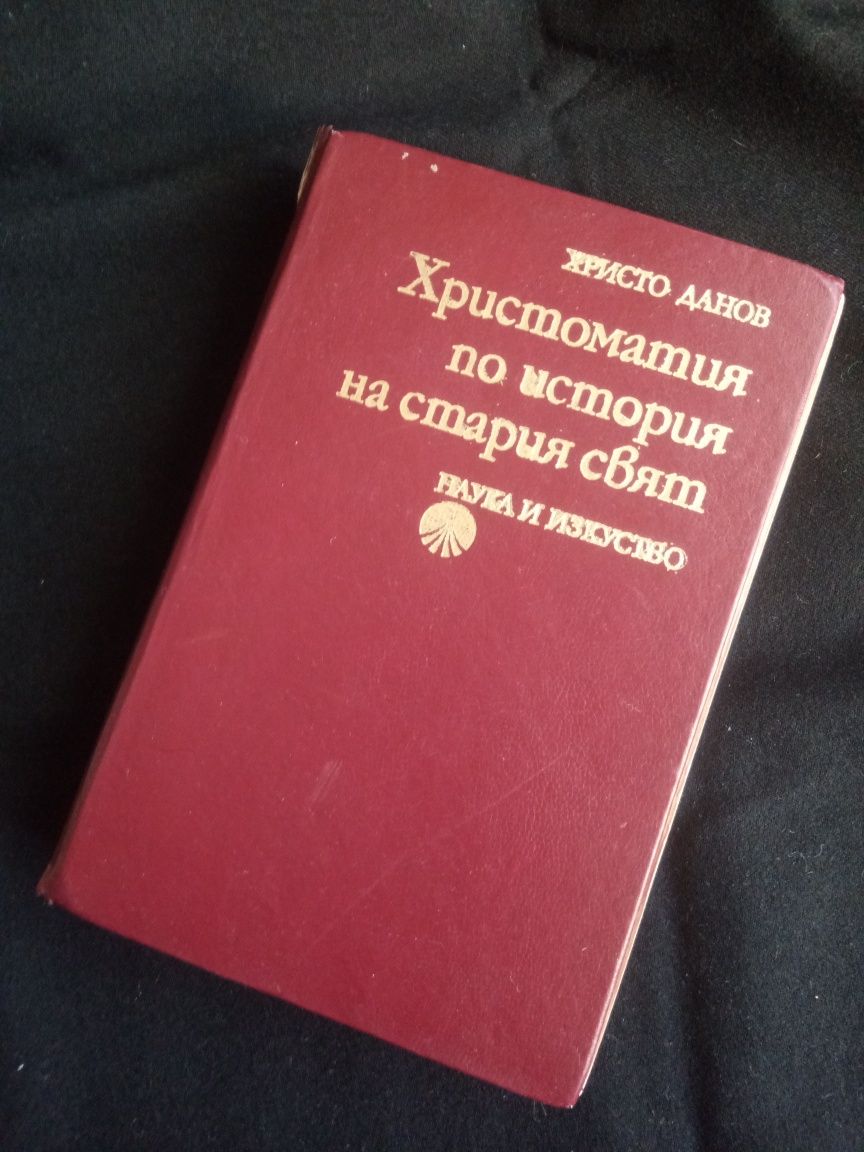 ХРИСТО ДАНОВ
Христоматия
по история
на стария свят
НАУКА И ИЗКУСТВО